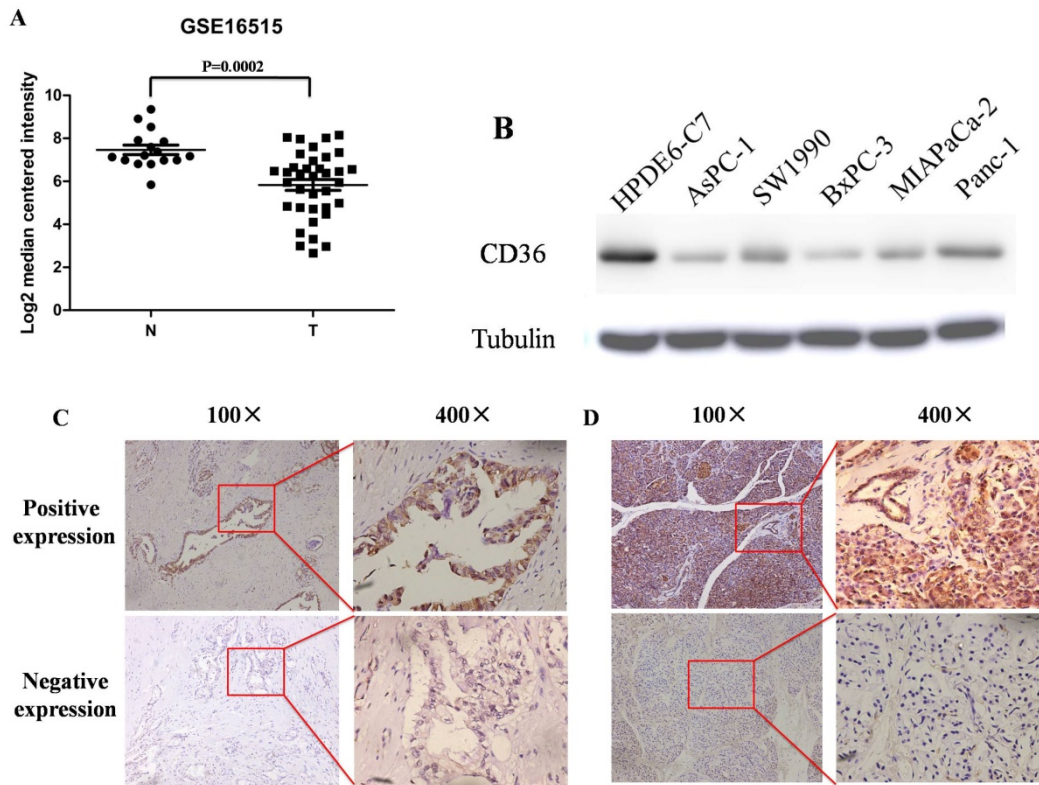 A
GSE16515
P=0.0002
Log2 median centered intensity
10
8
6
4
2
0
N
T
B
HPDE6-C7
AsPC-1
SW1990
BxPC-3
MIAPaCa-2
Panc-1
CD36
Tubulin
C
100×
400×
D
100×
400×
Positive
expression
Negative
expression